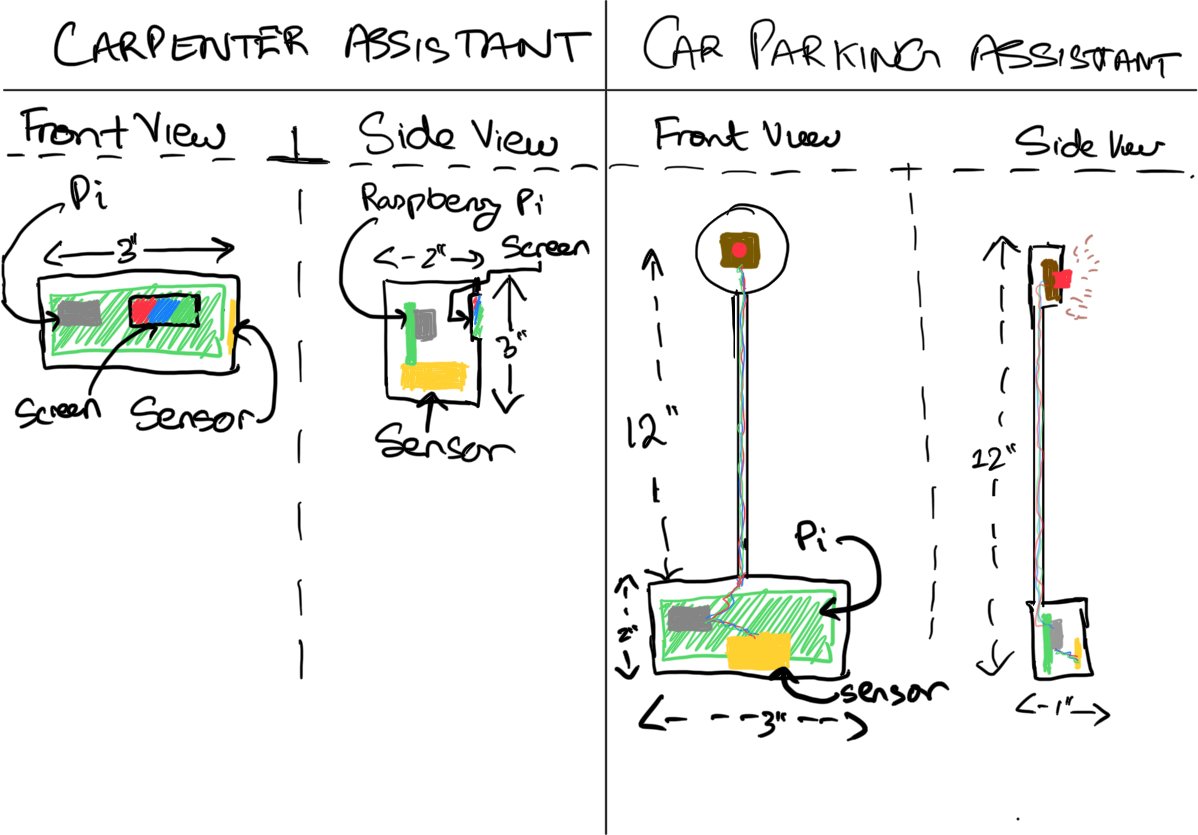 CARPENTER ASSISTANT
Front View
Side View
Pi
3"
Screen
Sensor
Raspberry Pi
Screen
2"
3"
Sensor
CAR PARKING ASSISTANT
Front View
Side View
12"
Pi
2"
sensor
3"
12"
1"